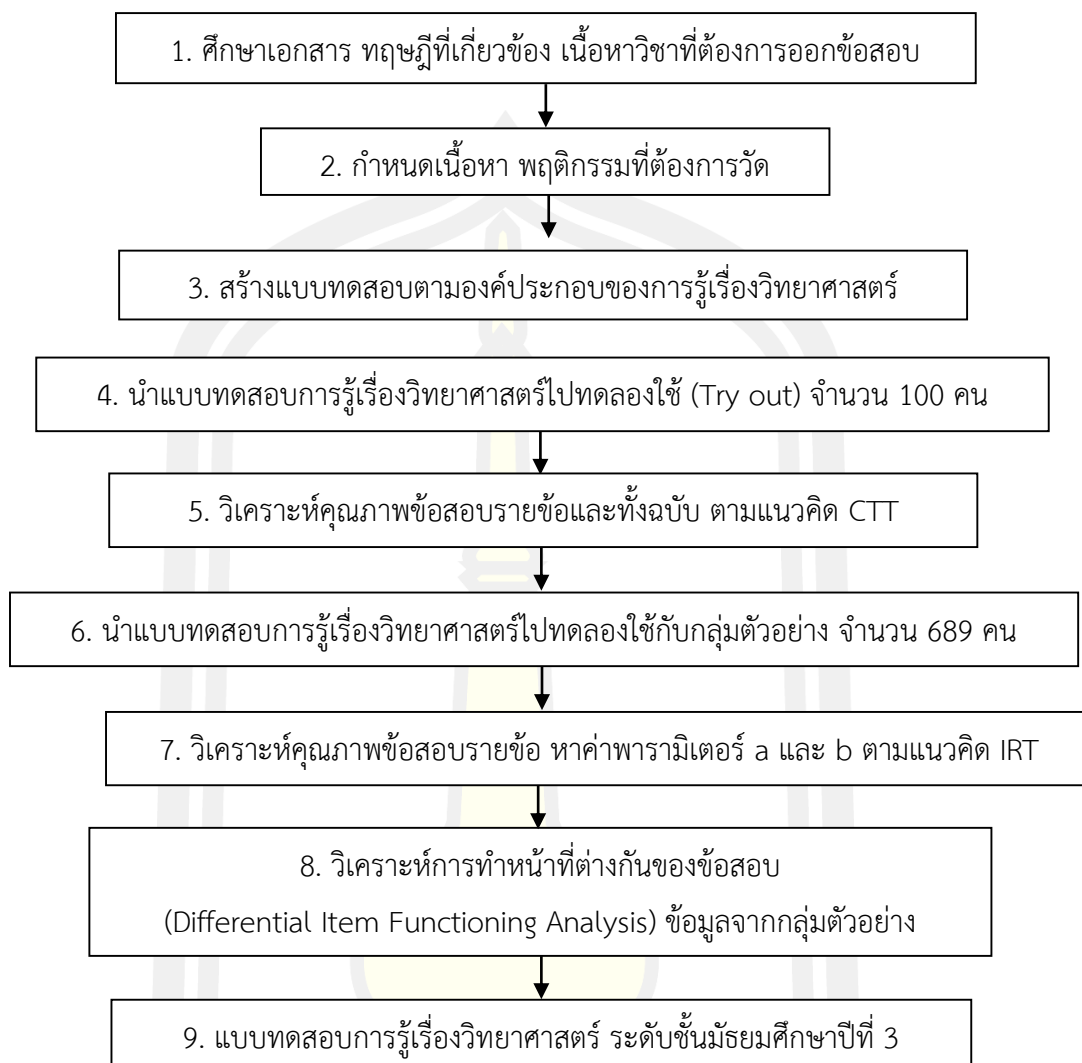 1. ศึกษาเอกสาร ทฤษฎีที่เกี่ยวข้อง เนื้อหาวิชาที่ต้องการออกข้อสอบ
2. กำหนดเนื้อหา พฤติกรรมที่ต้องการวัด
3. สร้างแบบทดสอบตามองค์ประกอบของการรู้เรื่องวิทยาศาสตร์
4. นำแบบทดสอบการรู้เรื่องวิทยาศาสตร์ไปทดลองใช้ (Try out) จำนวน 100 คน
5. วิเคราะห์คุณภาพข้อสอบรายข้อและทั้งฉบับ ตามแนวคิด CTT
6. นำแบบทดสอบการรู้เรื่องวิทยาศาสตร์ไปทดลองใช้กับกลุ่มตัวอย่าง จำนวน 689 คน
7. วิเคราะห์คุณภาพข้อสอบรายข้อ หาค่าพารามิเตอร์ a และ b ตามแนวคิด IRT
8. วิเคราะห์การทำหน้าที่ต่างกันของข้อสอบ
(Differential Item Functioning Analysis) ข้อมูลจากกลุ่มตัวอย่าง
9. แบบทดสอบการรู้เรื่องวิทยาศาสตร์ ระดับชั้นมัธยมศึกษาปีที่ 3